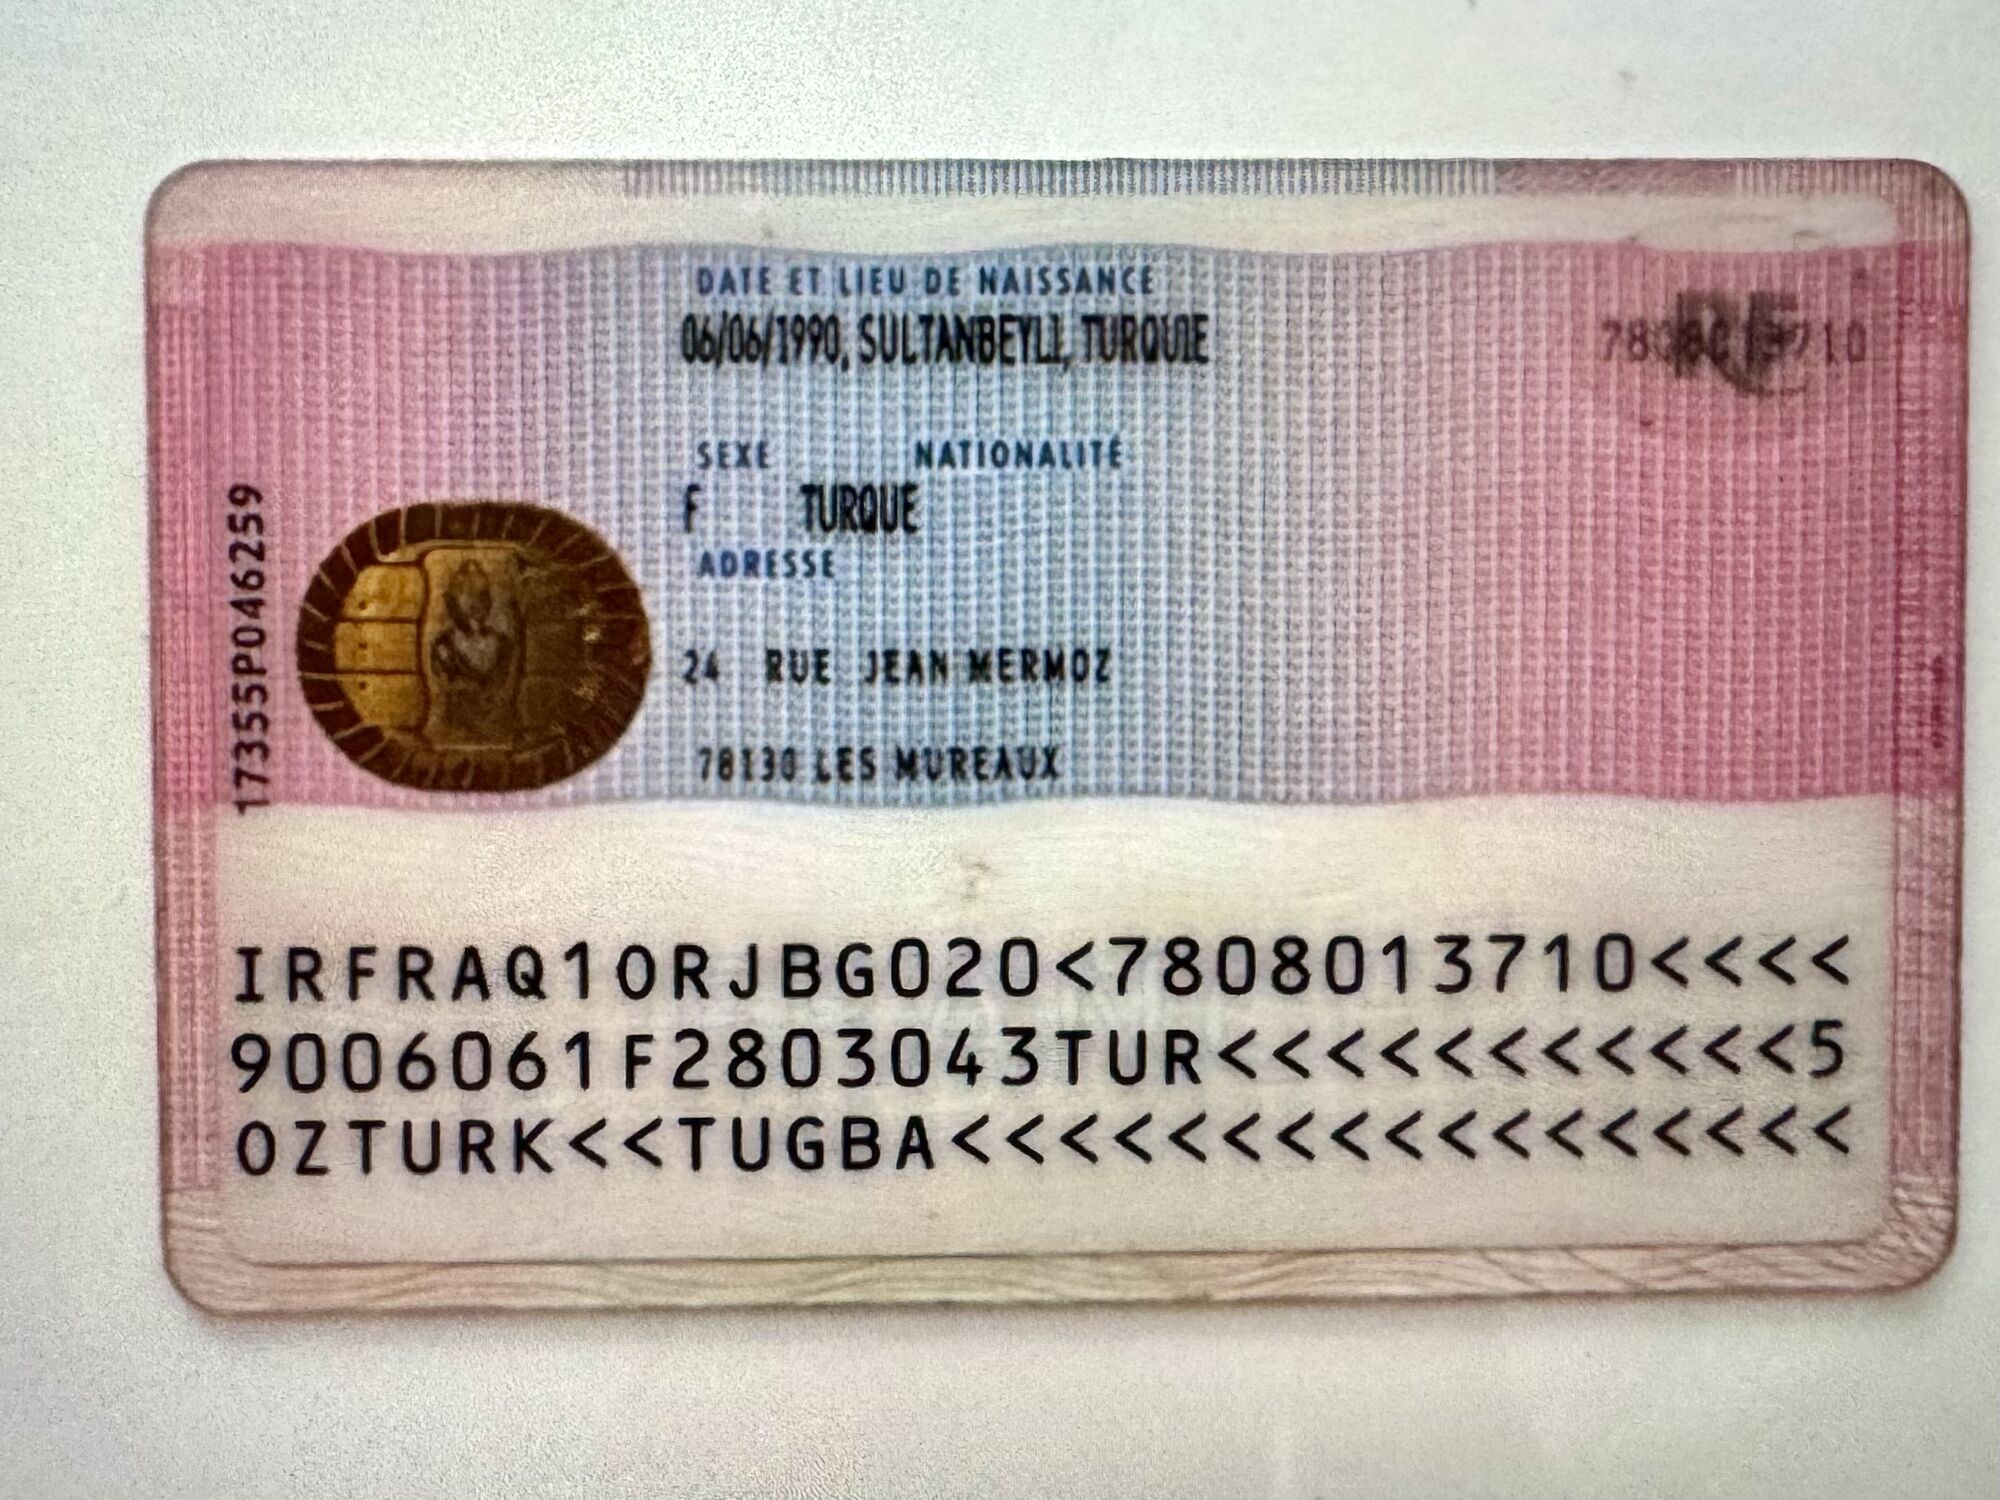 DATE ET LIEU DE NAISSANCE
06/06/1990, SULTANBEYLI, TURQUIE
SEXE NATIONALITÉ
F TURQUE
ADRESSE
24 RUE JEAN MERMOZ
78130 LES MUREAUX
17355P046259
IRFRAQ10RJBG020<7808013710<<<<
9006061F2803043TUR<<<<<<<<<<<5
OZTURK<<TUGBA<<<<<<<<<<<<<<<<<